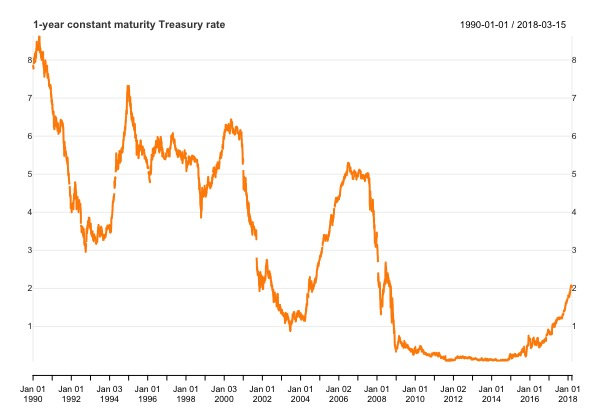 1-year constant maturity Treasury rate 1990-01-01 / 2018-03-15
8 8
7 7
6 6
5 5
4 4
3 3
2 2
1 1
Jan 01 Jan 01 Jan 03 Jan 01 Jan 01 Jan 03 Jan 01 Jan 01 Jan 02 Jan 02 Jan 01 Jan 01 Jan 02 Jan 01 Jan 01
1990 1992 1994 1996 1998 2000 2002 2004 2006 2008 2010 2012 2014 2016 2018